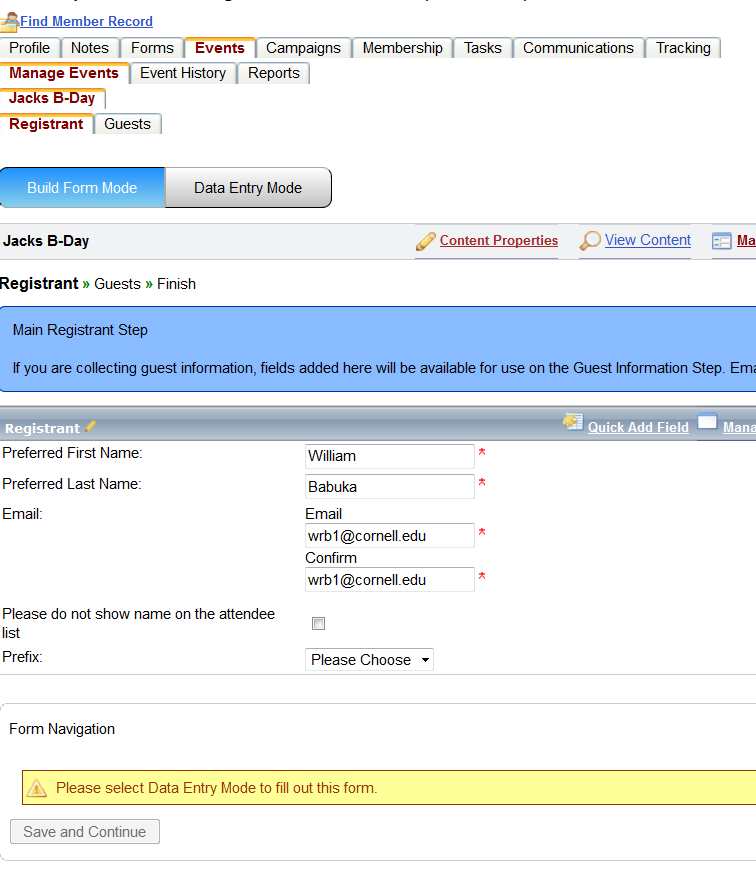 Find Member Record
Profile Notes Forms Events Campaigns Membership Tasks Communications Tracking
Manage Events Event History Reports
Jacks B-Day
Registrant Guests
Build Form Mode Data Entry Mode
Jacks B-Day Content Properties View Content Ma
Registrant » Guests » Finish
Main Registrant Step
If you are collecting guest information, fields added here will be available for use on the Guest Information Step. Ema
Registrant Quick Add Field Mana
Preferred First Name: William *
Preferred Last Name: Babuka *
Email: Email
wrb1@cornell.edu *
Confirm
wrb1@cornell.edu *
Please do not show name on the attendee
list
Prefix: Please Choose
Form Navigation
Please select Data Entry Mode to fill out this form.
Save and Continue